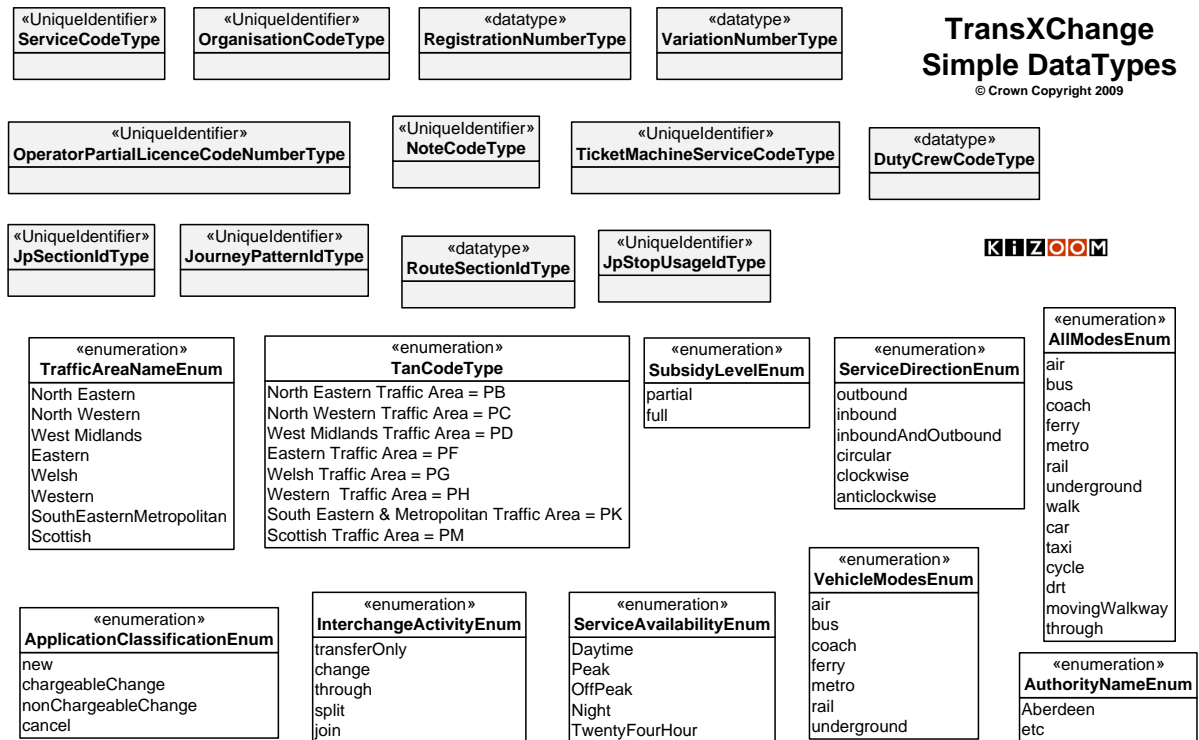 «UniqueIdentifier»
ServiceCodeType
«UniqueIdentifier»
OrganisationCodeType
«datatype»
RegistrationNumberType
«datatype»
VariationNumberType
TransXChange
Simple DataTypes
© Crown Copyright 2009
«UniqueIdentifier»
OperatorPartialLicenceCodeNumberType
«UniqueIdentifier»
NoteCodeType
«UniqueIdentifier»
TicketMachineServiceCodeType
«datatype»
DutyCrewCodeType
«UniqueIdentifier»
JpSectionIdType
«UniqueIdentifier»
JourneyPatternIdType
«datatype»
RouteSectionIdType
«UniqueIdentifier»
JpStopUsageIdType
KiZOOM
«enumeration»
TrafficAreaNameEnum
North Eastern
North Western
West Midlands
Eastern
Welsh
Western
SouthEasternMetropolitan
Scottish
«enumeration»
TanCodeType
North Eastern Traffic Area = PB
North Western Traffic Area = PC
West Midlands Traffic Area = PD
Eastern Traffic Area = PF
Welsh Traffic Area = PG
Western  Traffic Area = PH
South Eastern & Metropolitan Traffic Area = PK
Scottish Traffic Area = PM
«enumeration»
SubsidyLevelEnum
partial
full
«enumeration»
ServiceDirectionEnum
outbound
inbound
inboundAndOutbound
circular
clockwise
anticlockwise
«enumeration»
AllModesEnum
air
bus
coach
ferry
metro
rail
underground
walk
car
taxi
cycle
drt
movingWalkway
through
«enumeration»
ApplicationClassificationEnum
new
chargeableChange
nonChargeableChange
cancel
«enumeration»
InterchangeActivityEnum
transferOnly
change
through
split
join
«enumeration»
ServiceAvailabilityEnum
Daytime
Peak
OffPeak
Night
TwentyFourHour
«enumeration»
VehicleModesEnum
air
bus
coach
ferry
metro
rail
underground
«enumeration»
AuthorityNameEnum
Aberdeen
etc